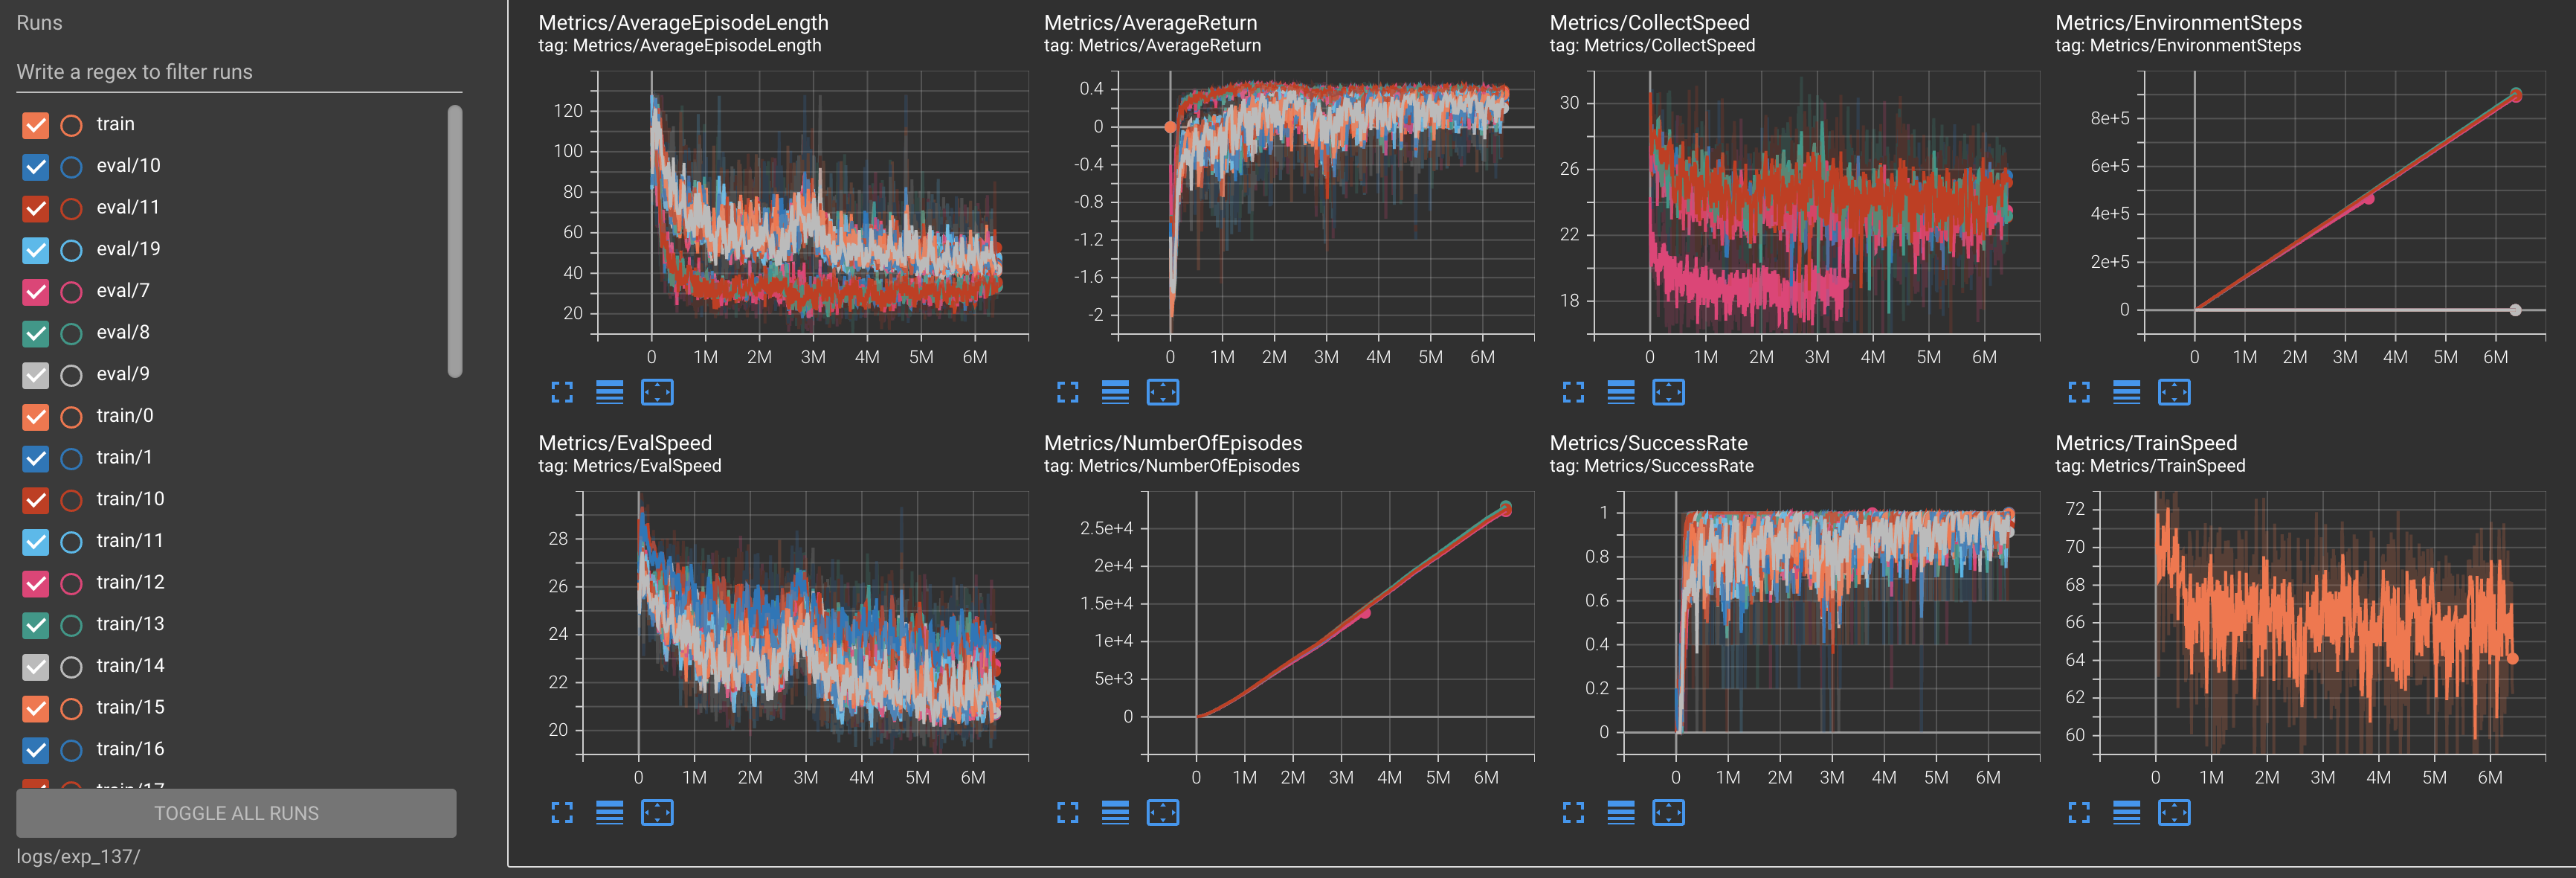 Runs
Write a regex to filter runs
train
eval/10
eval/11
eval/19
eval/7
eval/8
eval/9
train/0
train/1
train/10
train/11
train/12
train/13
train/14
train/15
train/16
train/17
TOGGLE ALL RUNS
logs/exp_137/
Metrics/AverageEpisodeLength
tag: Metrics/AverageEpisodeLength
120
100
80
60
40
20
0 1M 2M 3M 4M 5M 6M
Metrics/AverageReturn
tag: Metrics/AverageReturn
0.4
0
-0.4
-0.8
-1.2
-1.6
-2
0 1M 2M 3M 4M 5M 6M
Metrics/CollectSpeed
tag: Metrics/CollectSpeed
30
26
22
18
0 1M 2M 3M 4M 5M 6M
Metrics/EnvironmentSteps
tag: Metrics/EnvironmentSteps
8e+5
6e+5
4e+5
2e+5
0
0 1M 2M 3M 4M 5M 6M
Metrics/EvalSpeed
tag: Metrics/EvalSpeed
28
26
24
22
20
0 1M 2M 3M 4M 5M 6M
Metrics/NumberOfEpisodes
tag: Metrics/NumberOfEpisodes
2.5e+4
2e+4
1.5e+4
1e+4
5e+3
0
0 1M 2M 3M 4M 5M 6M
Metrics/SuccessRate
tag: Metrics/SuccessRate
1
0.8
0.6
0.4
0.2
0
0 1M 2M 3M 4M 5M 6M
Metrics/TrainSpeed
tag: Metrics/TrainSpeed
72
70
68
66
64
62
60
0 1M 2M 3M 4M 5M 6M